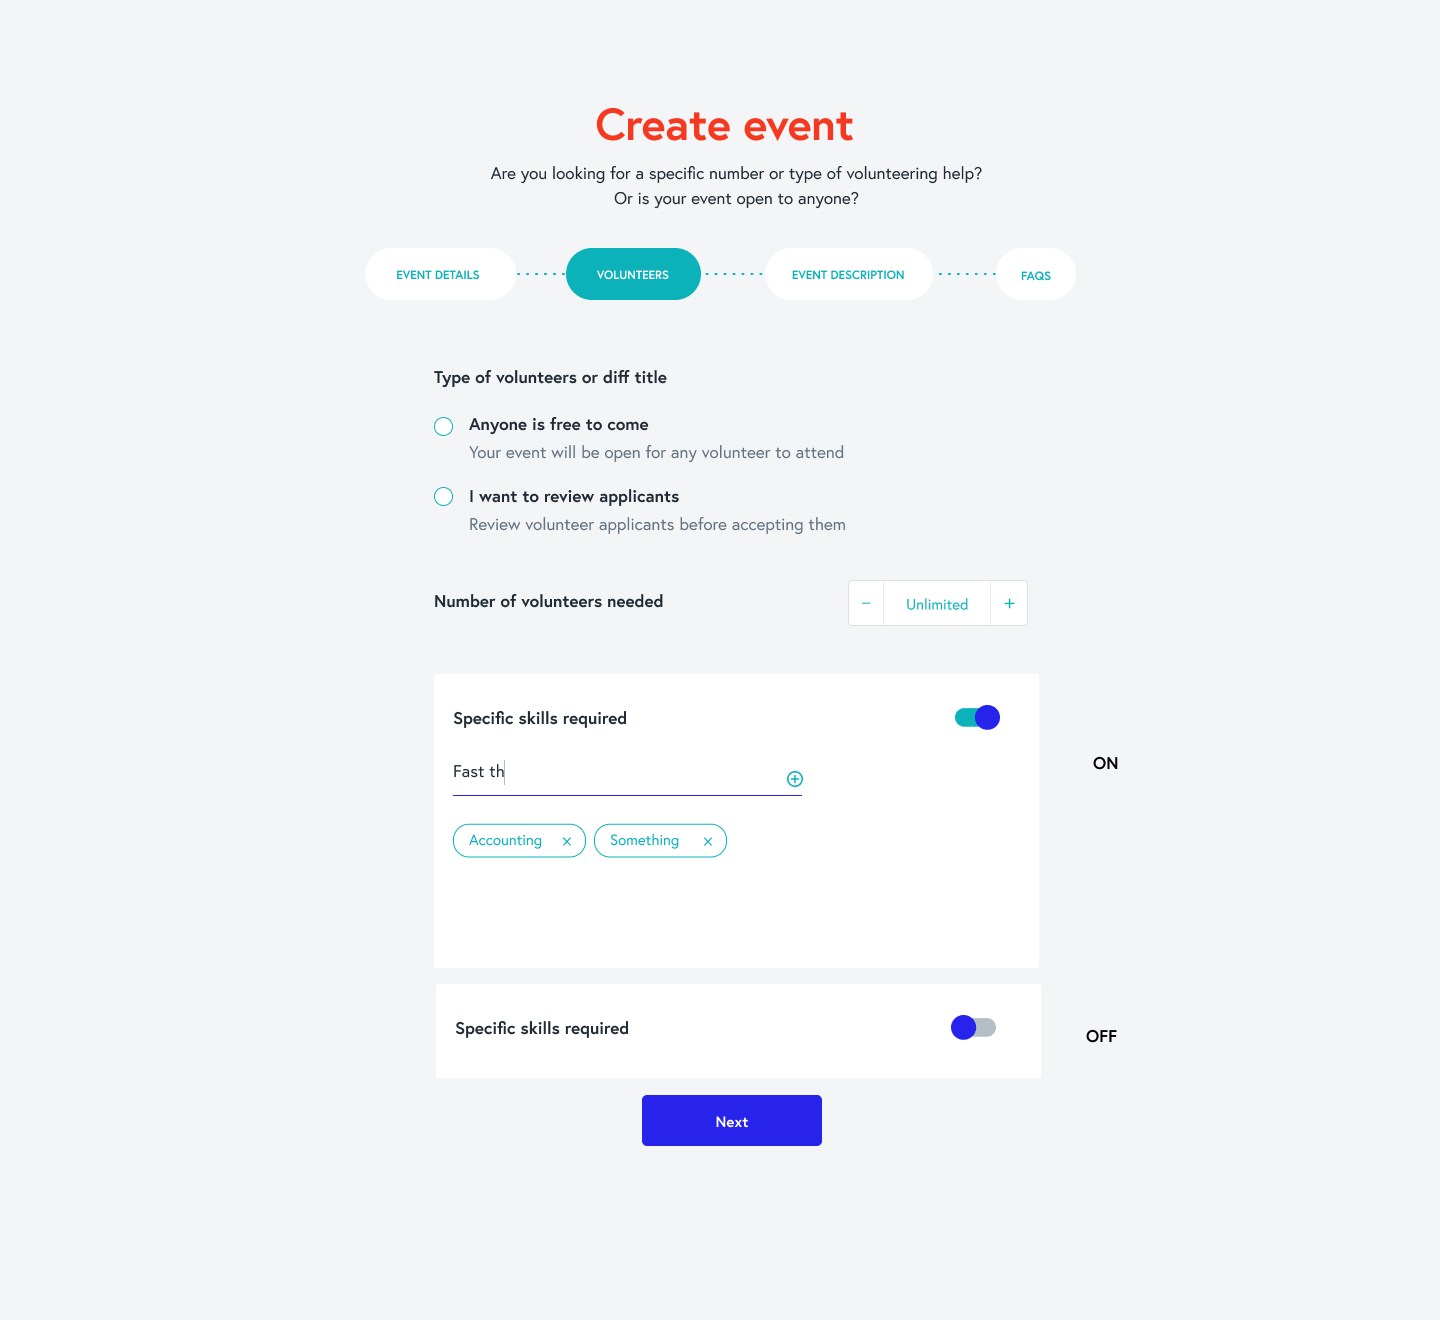 Create event
Are you looking for a specific number or type of volunteering help?
Or is your event open to anyone?
EVENT DETAILS
VOLUNTEERS
EVENT DESCRIPTION
FAQS
Type of volunteers or diff title
Anyone is free to come
Your event will be open for any volunteer to attend
I want to review applicants
Review volunteer applicants before accepting them
Number of volunteers needed
− Unlimited +
Specific skills required
ON
Fast th
Accounting ×
Something ×
Specific skills required
OFF
Next